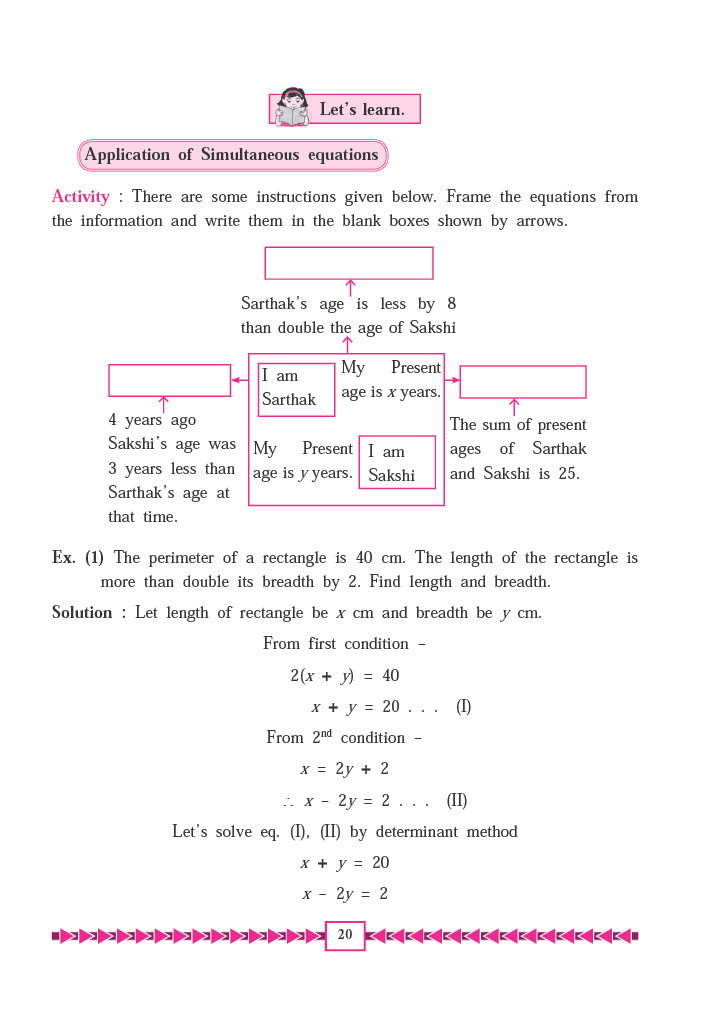 Let's learn.
Application of Simultaneous equations
Activity : There are some instructions given below. Frame the equations from
the information and write them in the blank boxes shown by arrows.
Sarthak's age is less by 8
than double the age of Sakshi
I am
Sarthak
My Present
age is x years.
4 years ago
Sakshi's age was
3 years less than
Sarthak's age at
that time.
My Present
age is y years.
I am
Sakshi
The sum of present
ages of Sarthak
and Sakshi is 25.
Ex. (1) The perimeter of a rectangle is 40 cm. The length of the rectangle is
more than double its breadth by 2. Find length and breadth.
Solution : Let length of rectangle be x cm and breadth be y cm.
From first condition –
2(x + y) = 40
x + y = 20 . . . (I)
From 2nd condition –
x = 2y + 2
∴ x – 2y = 2 . . . (II)
Let's solve eq. (I), (II) by determinant method
x + y = 20
x – 2y = 2
20